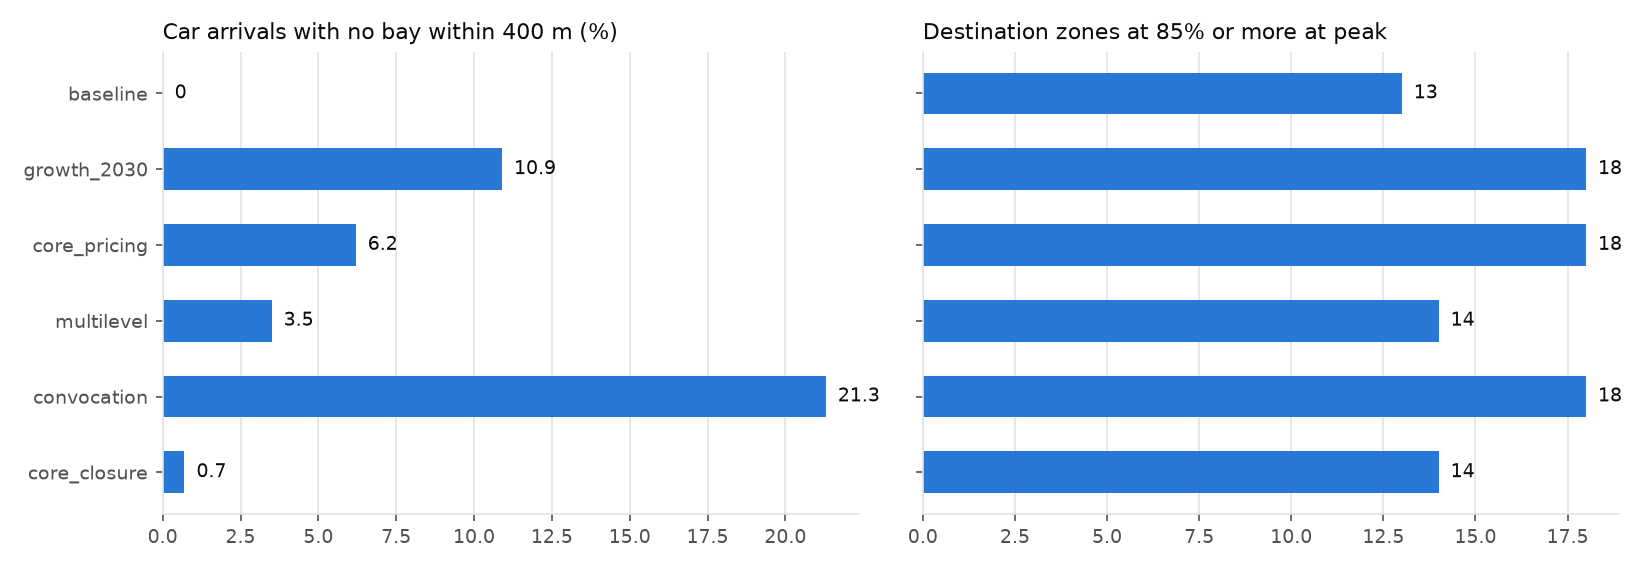 Car arrivals with no bay within 400 m (%)
baseline
0
growth_2030
10.9
core_pricing
6.2
multilevel
3.5
convocation
21.3
core_closure
0.7
0.0 2.5 5.0 7.5 10.0 12.5 15.0 17.5 20.0
Destination zones at 85% or more at peak
13
18
18
14
18
14
0.0 2.5 5.0 7.5 10.0 12.5 15.0 17.5